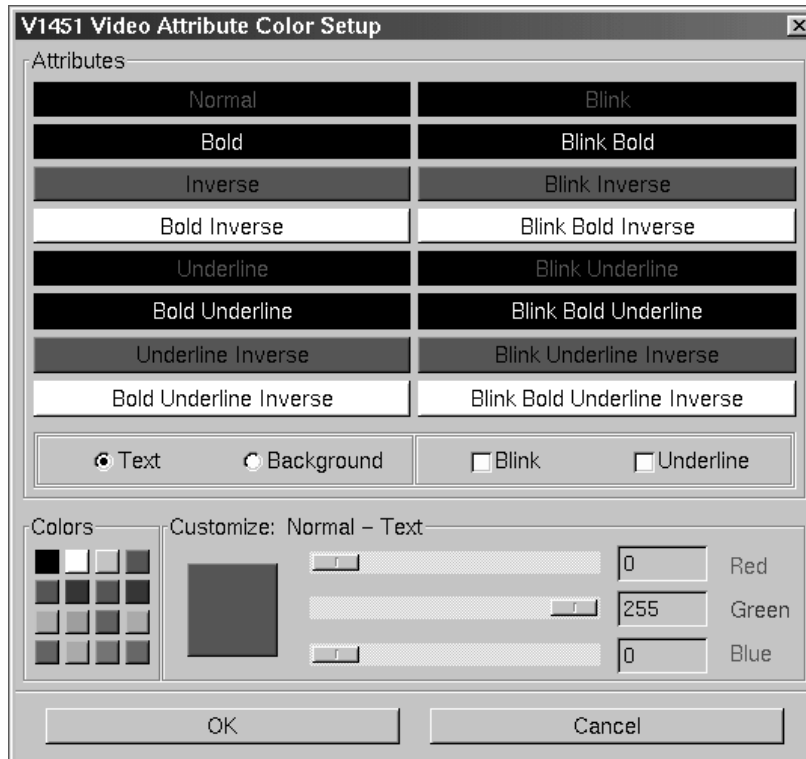 V1451 Video Attribute Color Setup
Attributes
Normal Blink
Bold Blink Bold
Inverse Blink Inverse
Bold Inverse Blink Bold Inverse
Underline Blink Underline
Bold Underline Blink Bold Underline
Underline Inverse Blink Underline Inverse
Bold Underline Inverse Blink Bold Underline Inverse
Text Background Blink Underline
Colors Customize: Normal – Text
0 Red
255 Green
0 Blue
OK Cancel